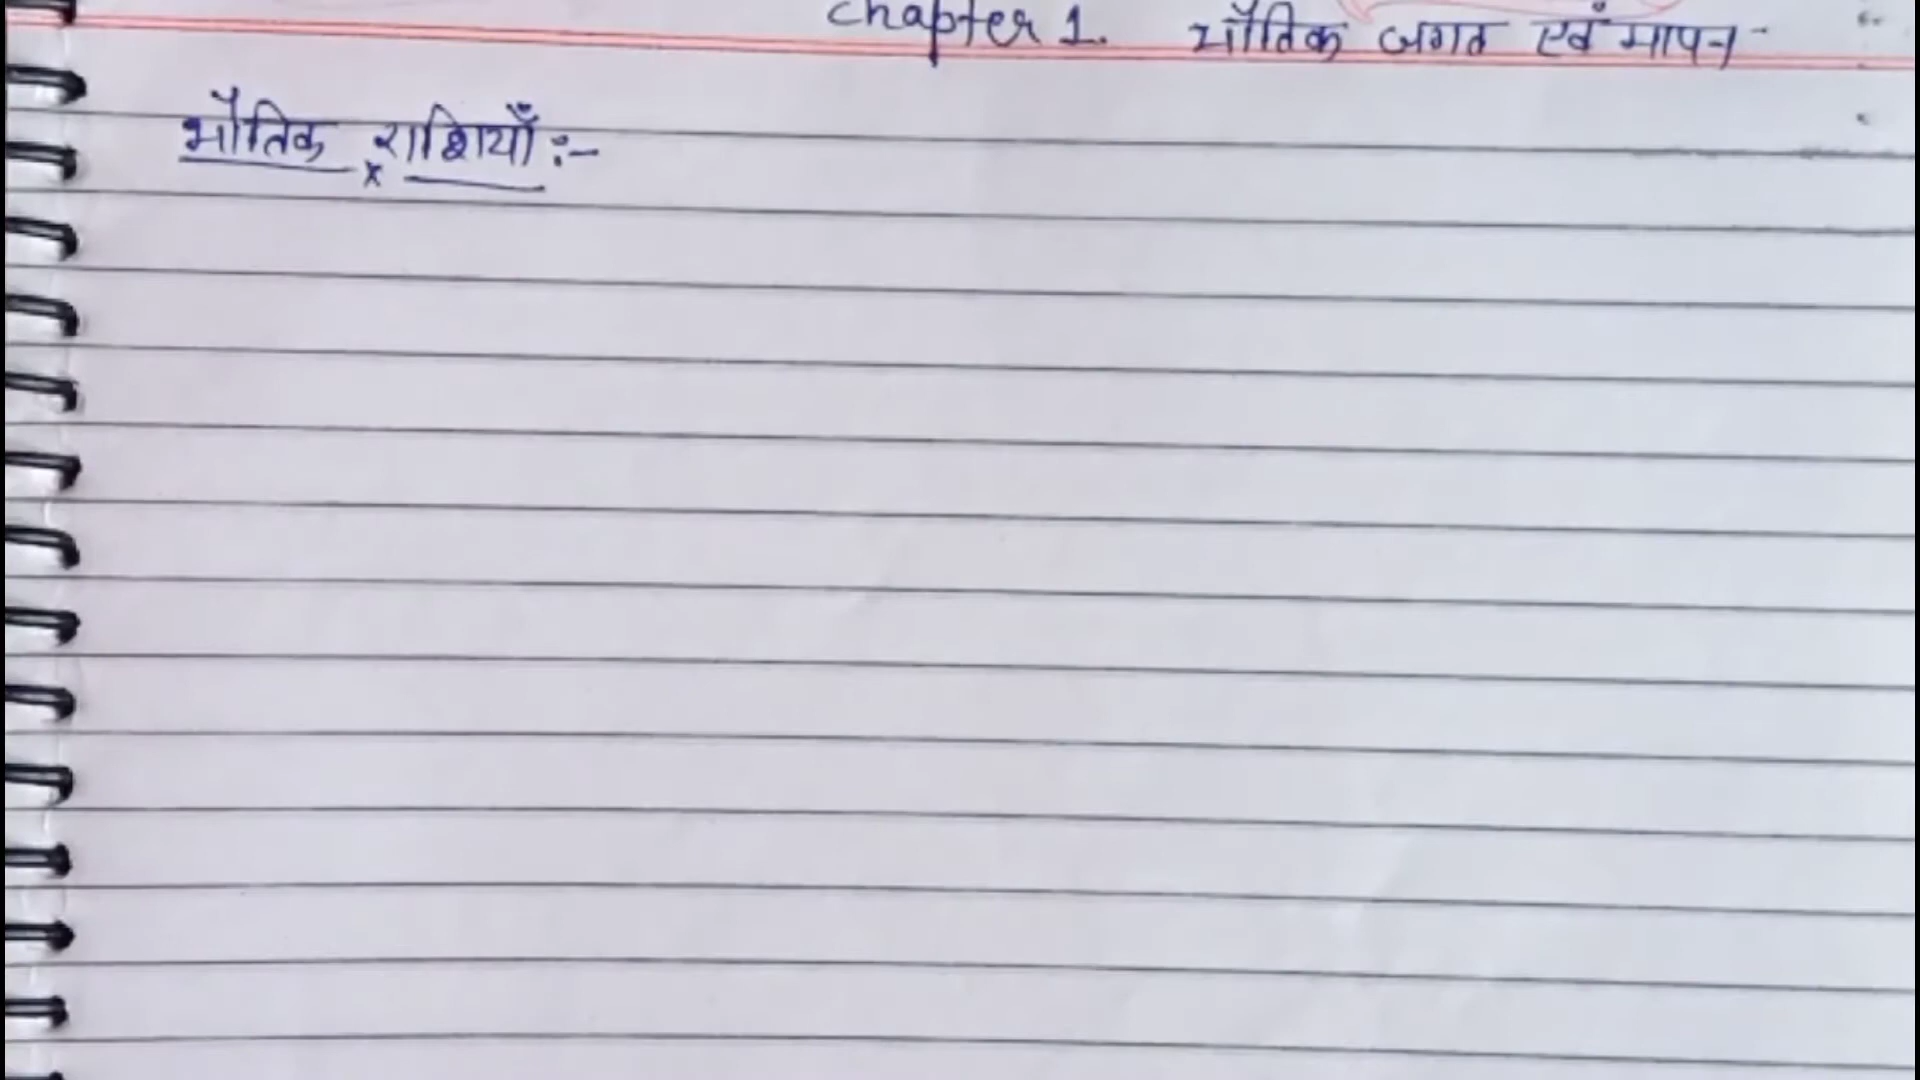 Chapter 1. भौतिक जगत एवं मापन
भौतिक राशियाँ :-